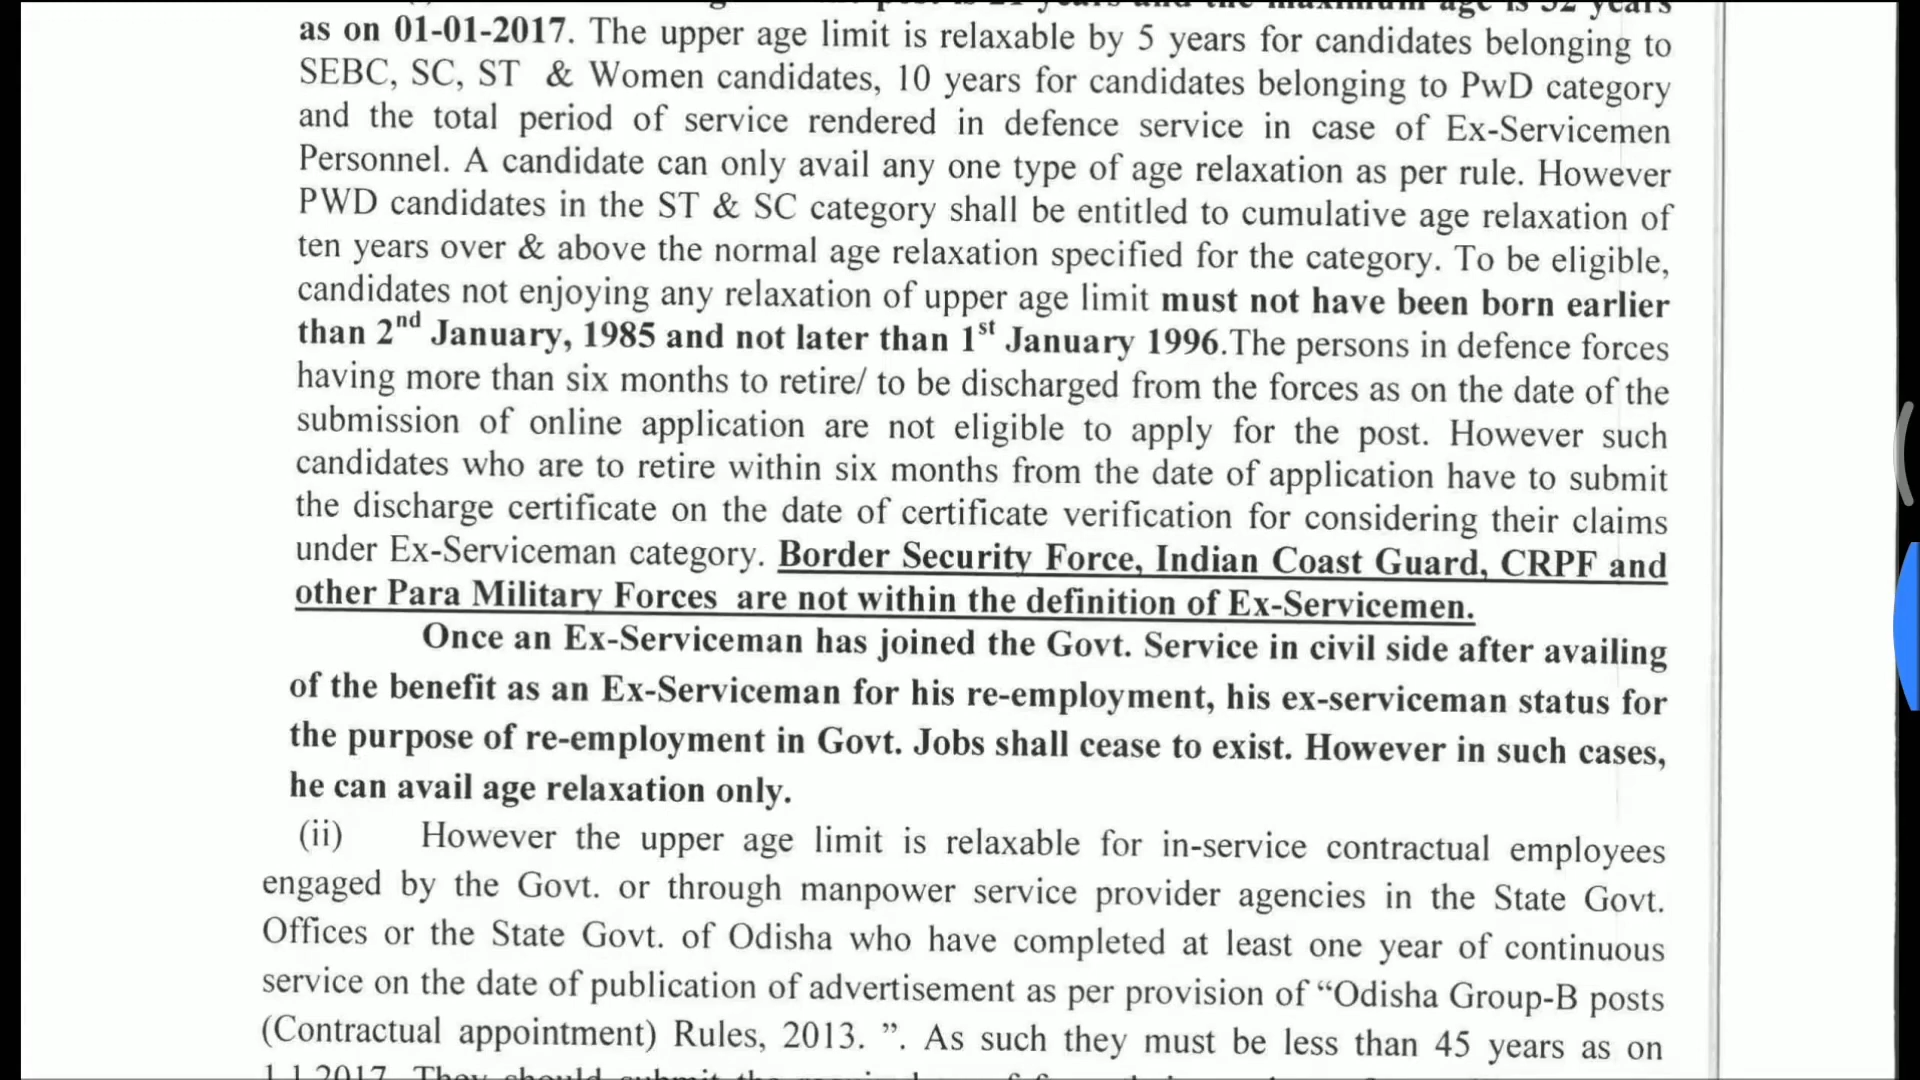 and the maximum age is 32 years
as on 01-01-2017. The upper age limit is relaxable by 5 years for candidates belonging to
SEBC, SC, ST & Women candidates, 10 years for candidates belonging to PwD category
and the total period of service rendered in defence service in case of Ex-Servicemen
Personnel. A candidate can only avail any one type of age relaxation as per rule. However
PWD candidates in the ST & SC category shall be entitled to cumulative age relaxation of
ten years over & above the normal age relaxation specified for the category. To be eligible,
candidates not enjoying any relaxation of upper age limit must not have been born earlier
than 2nd January, 1985 and not later than 1st January 1996.The persons in defence forces
having more than six months to retire/ to be discharged from the forces as on the date of the
submission of online application are not eligible to apply for the post. However such
candidates who are to retire within six months from the date of application have to submit
the discharge certificate on the date of certificate verification for considering their claims
under Ex-Serviceman category. Border Security Force, Indian Coast Guard, CRPF and
other Para Military Forces are not within the definition of Ex-Servicemen.
Once an Ex-Serviceman has joined the Govt. Service in civil side after availing
of the benefit as an Ex-Serviceman for his re-employment, his ex-serviceman status for
the purpose of re-employment in Govt. Jobs shall cease to exist. However in such cases,
he can avail age relaxation only.
(ii) However the upper age limit is relaxable for in-service contractual employees
engaged by the Govt. or through manpower service provider agencies in the State Govt.
Offices or the State Govt. of Odisha who have completed at least one year of continuous
service on the date of publication of advertisement as per provision of “Odisha Group-B posts
(Contractual appointment) Rules, 2013. ”. As such they must be less than 45 years as on
1.1.2017. They should submit the